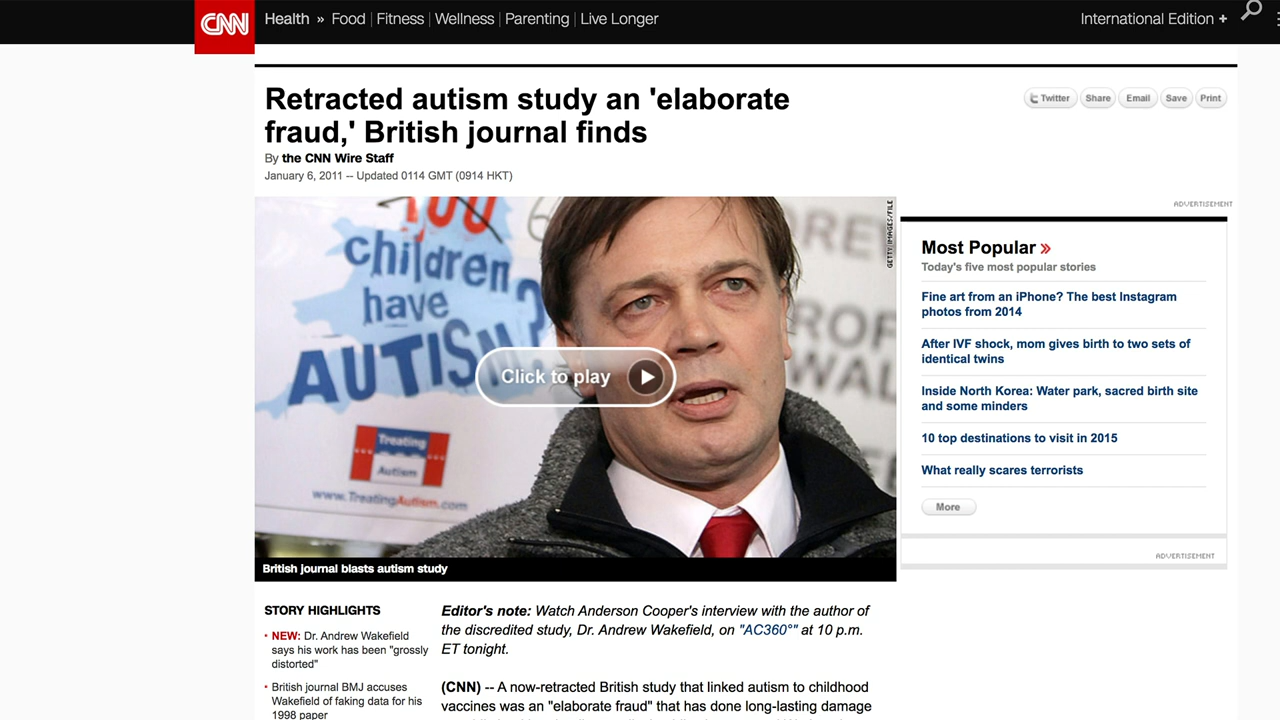 CNN
Health » Food | Fitness | Wellness | Parenting | Live Longer
International Edition +
Retracted autism study an 'elaborate
fraud,' British journal finds
Twitter Share Email Save Print
By the CNN Wire Staff
January 6, 2011 -- Updated 0114 GMT (0914 HKT)
100
children
have
AUTISM?
Treating
Autism
www.TreatingAutism.com
GETTY IMAGES/FILE
Click to play
British journal blasts autism study
ADVERTISEMENT
Most Popular »
Today's five most popular stories
Fine art from an iPhone? The best Instagram
photos from 2014
After IVF shock, mom gives birth to two sets of
identical twins
Inside North Korea: Water park, sacred birth site
and some minders
10 top destinations to visit in 2015
What really scares terrorists
More
ADVERTISEMENT
STORY HIGHLIGHTS
• NEW: Dr. Andrew Wakefield
says his work has been "grossly
distorted"
• British journal BMJ accuses
Wakefield of faking data for his
1998 paper
Editor's note: Watch Anderson Cooper's interview with the author of
the discredited study, Dr. Andrew Wakefield, on "AC360°" at 10 p.m.
ET tonight.
(CNN) -- A now-retracted British study that linked autism to childhood
vaccines was an "elaborate fraud" that has done long-lasting damage